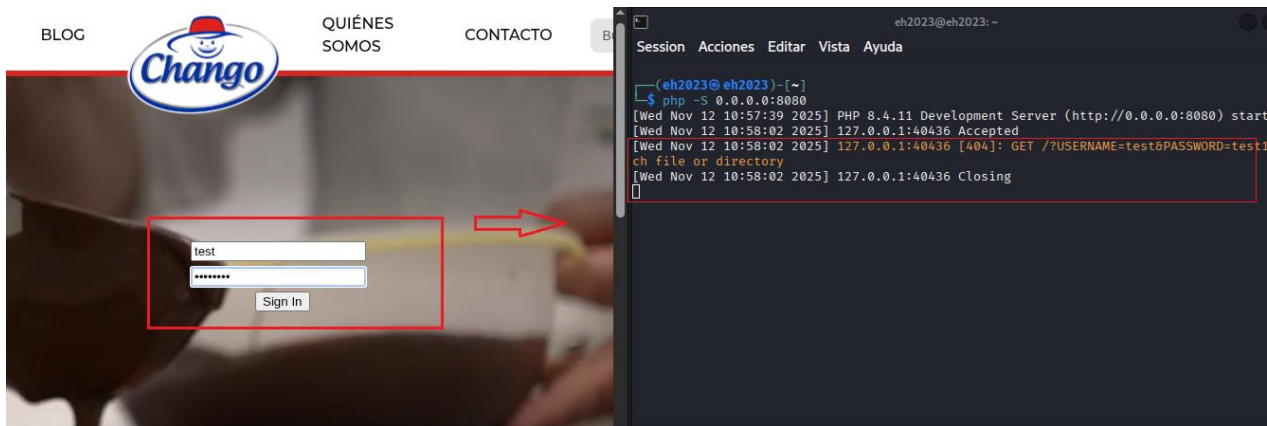 BLOG
Chango
QUIÉNES
SOMOS
CONTACTO
test
Sign In
eh2023@eh2023: ~
Session Acciones Editar Vista Ayuda
(eh2023㉿eh2023)-[~]
$ php -S 0.0.0.0:8080
[Wed Nov 12 10:57:39 2025] PHP 8.4.11 Development Server (http://0.0.0.0:8080) start
[Wed Nov 12 10:58:02 2025] 127.0.0.1:40436 Accepted
[Wed Nov 12 10:58:02 2025] 127.0.0.1:40436 [404]: GET /?USERNAME=test&PASSWORD=test1
ch file or directory
[Wed Nov 12 10:58:02 2025] 127.0.0.1:40436 Closing